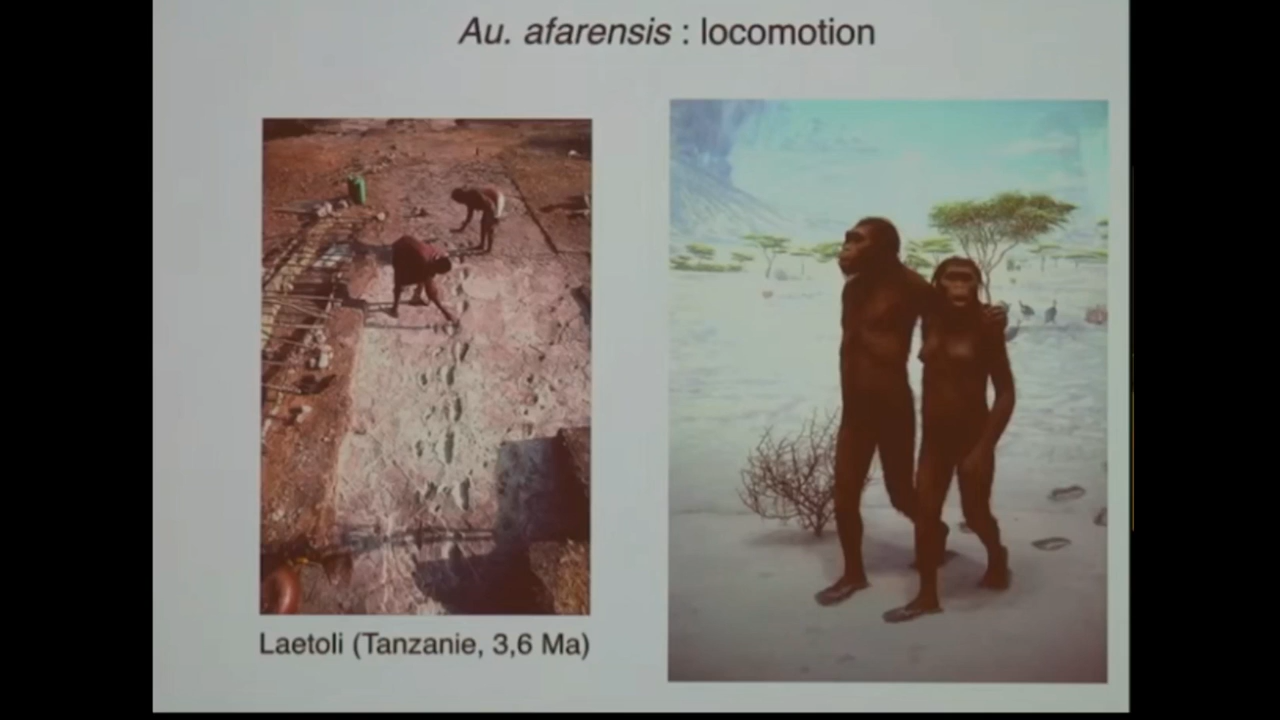 Au. afarensis : locomotion
Laetoli (Tanzanie, 3,6 Ma)